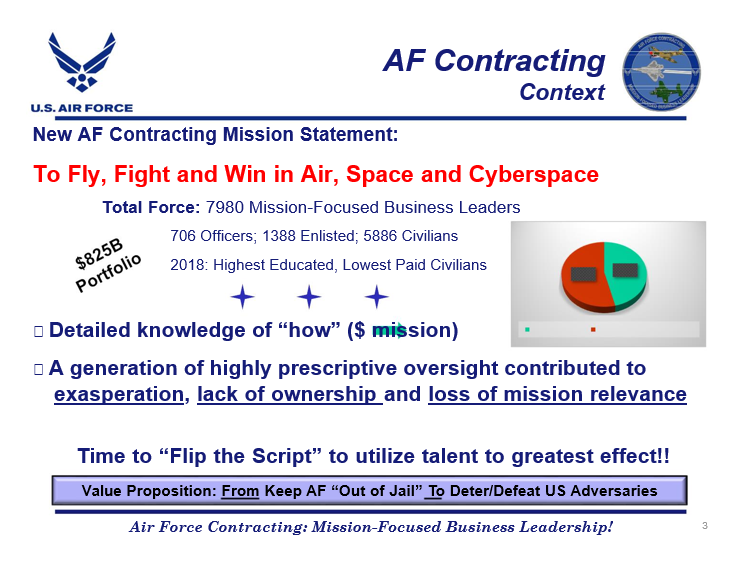 AF Contracting
Context
U.S. AIR FORCE
AIR FORCE CONTRACTING
New AF Contracting Mission Statement:
To Fly, Fight and Win in Air, Space and Cyberspace
Total Force: 7980 Mission-Focused Business Leaders
706 Officers; 1388 Enlisted; 5886 Civilians
2018: Highest Educated, Lowest Paid Civilians
$825B
Portfolio
Detailed knowledge of “how” ($ mission)
A generation of highly prescriptive oversight contributed to
exasperation, lack of ownership and loss of mission relevance
Time to “Flip the Script” to utilize talent to greatest effect!!
Value Proposition: From Keep AF “Out of Jail” To Deter/Defeat US Adversaries
Air Force Contracting: Mission-Focused Business Leadership!
3